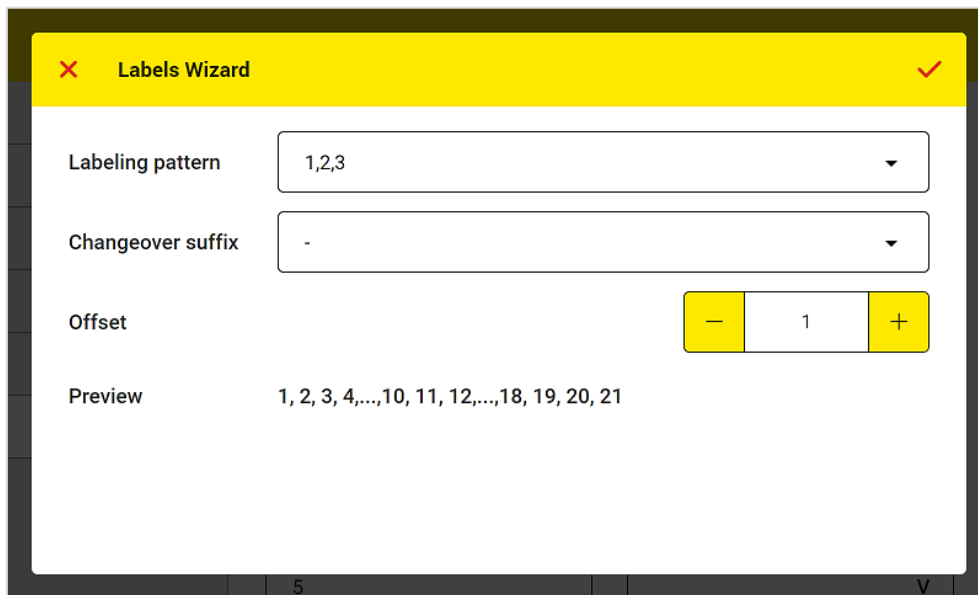 Labels Wizard
Labeling pattern 1,2,3
Changeover suffix -
Offset 1
Preview 1, 2, 3, 4,...,10, 11, 12,...,18, 19, 20, 21
5 V